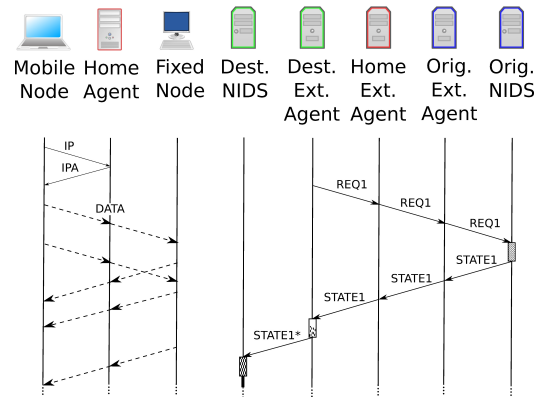 Mobile Node
Home Agent
Fixed Node
Dest. NIDS
Dest. Ext. Agent
Home Ext. Agent
Orig. Ext. Agent
Orig. NIDS
IP
IPA
DATA
REQ1
REQ1
REQ1
STATE1
STATE1
STATE1
STATE1*